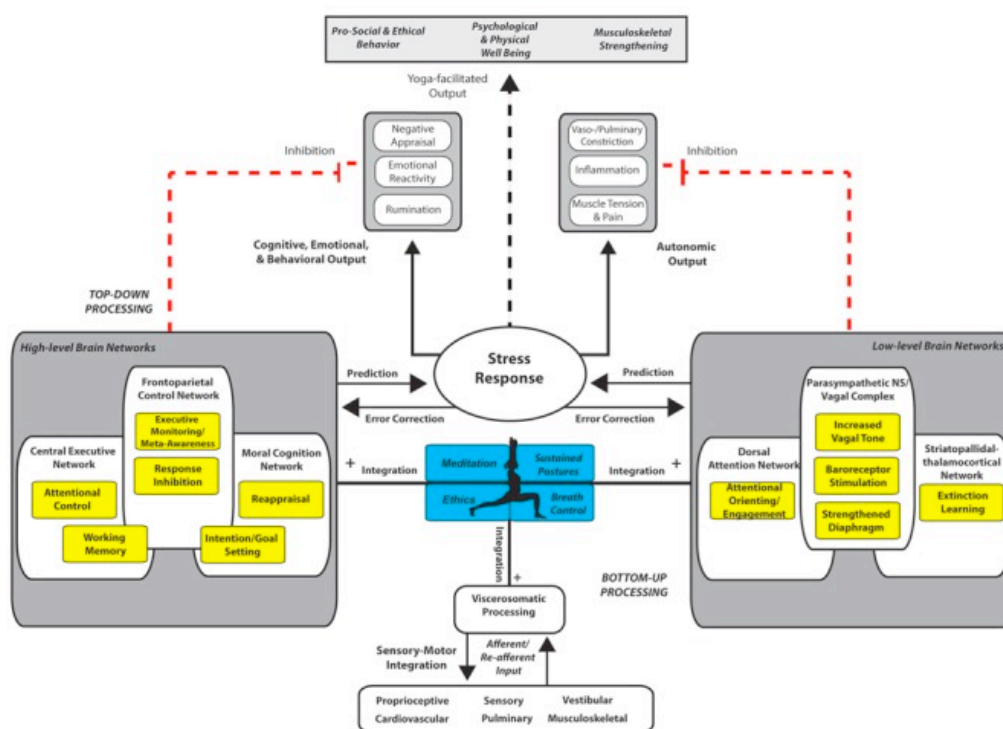 Pro-Social & Ethical
Behavior
Psychological
& Physical
Well Being
Musculoskeletal
Strengthening
Yoga-facilitated
Output
Inhibition
Negative
Appraisal
Emotional
Reactivity
Rumination
Vaso-/Pulminary
Constriction
Inflammation
Muscle Tension
& Pain
Inhibition
Cognitive, Emotional,
& Behavioral Output
Autonomic
Output
TOP-DOWN
PROCESSING
High-level Brain Networks
Frontoparietal
Control Network
Executive
Monitoring/
Meta-Awareness
Response
Inhibition
Central Executive
Network
Attentional
Control
Working
Memory
Moral Cognition
Network
Reappraisal
Intention/Goal
Setting
Stress
Response
Prediction
Error Correction
+
Integration
Prediction
Error Correction
Integration
+
Meditation
Sustained
Postures
Ethics
Breath
Control
Low-level Brain Networks
Parasympathetic NS/
Vagal Complex
Increased
Vagal Tone
Baroreceptor
Stimulation
Strengthened
Diaphragm
Dorsal
Attention Network
Attentional
Orienting/
Engagement
Striatopallidal-
thalamocortical
Network
Extinction
Learning
BOTTOM-UP
PROCESSING
Integration
+
Viscerosomatic
Processing
Sensory-Motor
Integration
Afferent/
Re-afferent
Input
Proprioceptive Sensory Vestibular
Cardiovascular Pulminary Musculoskeletal